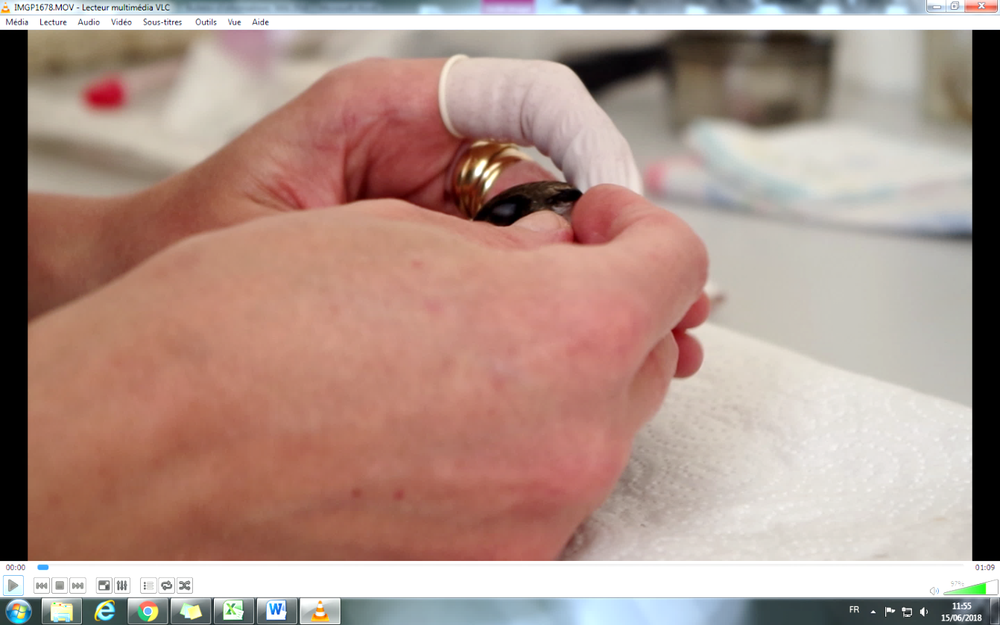 IMGP1678.MOV - Lecteur multimédia VLC
Média Lecture Audio Vidéo Sous-titres Outils Vue Aide
00:00 01:09
97%
FR 11:55
15/06/2018